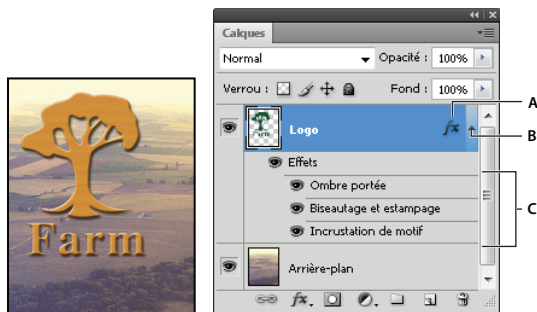 Farm
Calques
Normal Opacité : 100%
Verrou : Fond : 100%
Logo fx
Effets
Ombre portée
Biseautage et estampage
Incrustation de motif
Arrière-plan
fx.
A
B
C